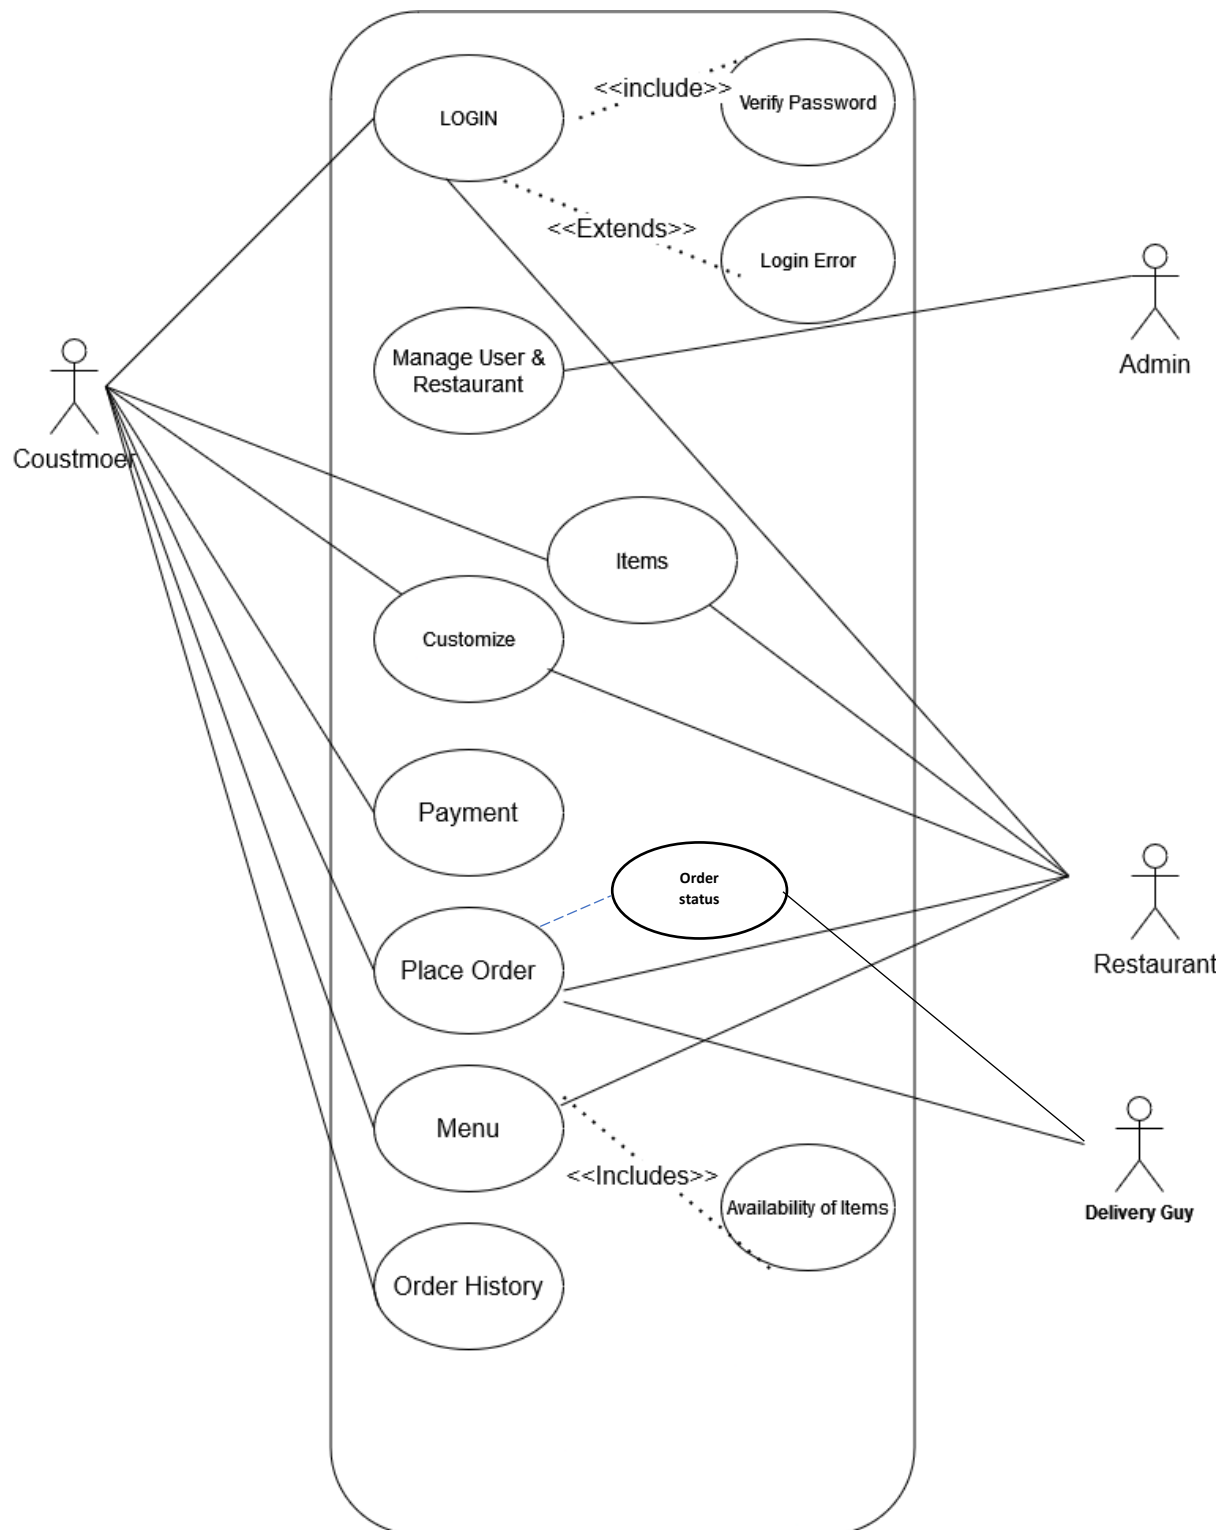 LOGIN
<<include>>
Verify Password
<<Extends>>
Login Error
Manage User &
Restaurant
Admin
Coustmoer
Items
Customize
Payment
Order
status
Place Order
Restaurant
Menu
<<Includes>>
Availability of Items
Delivery Guy
Order History